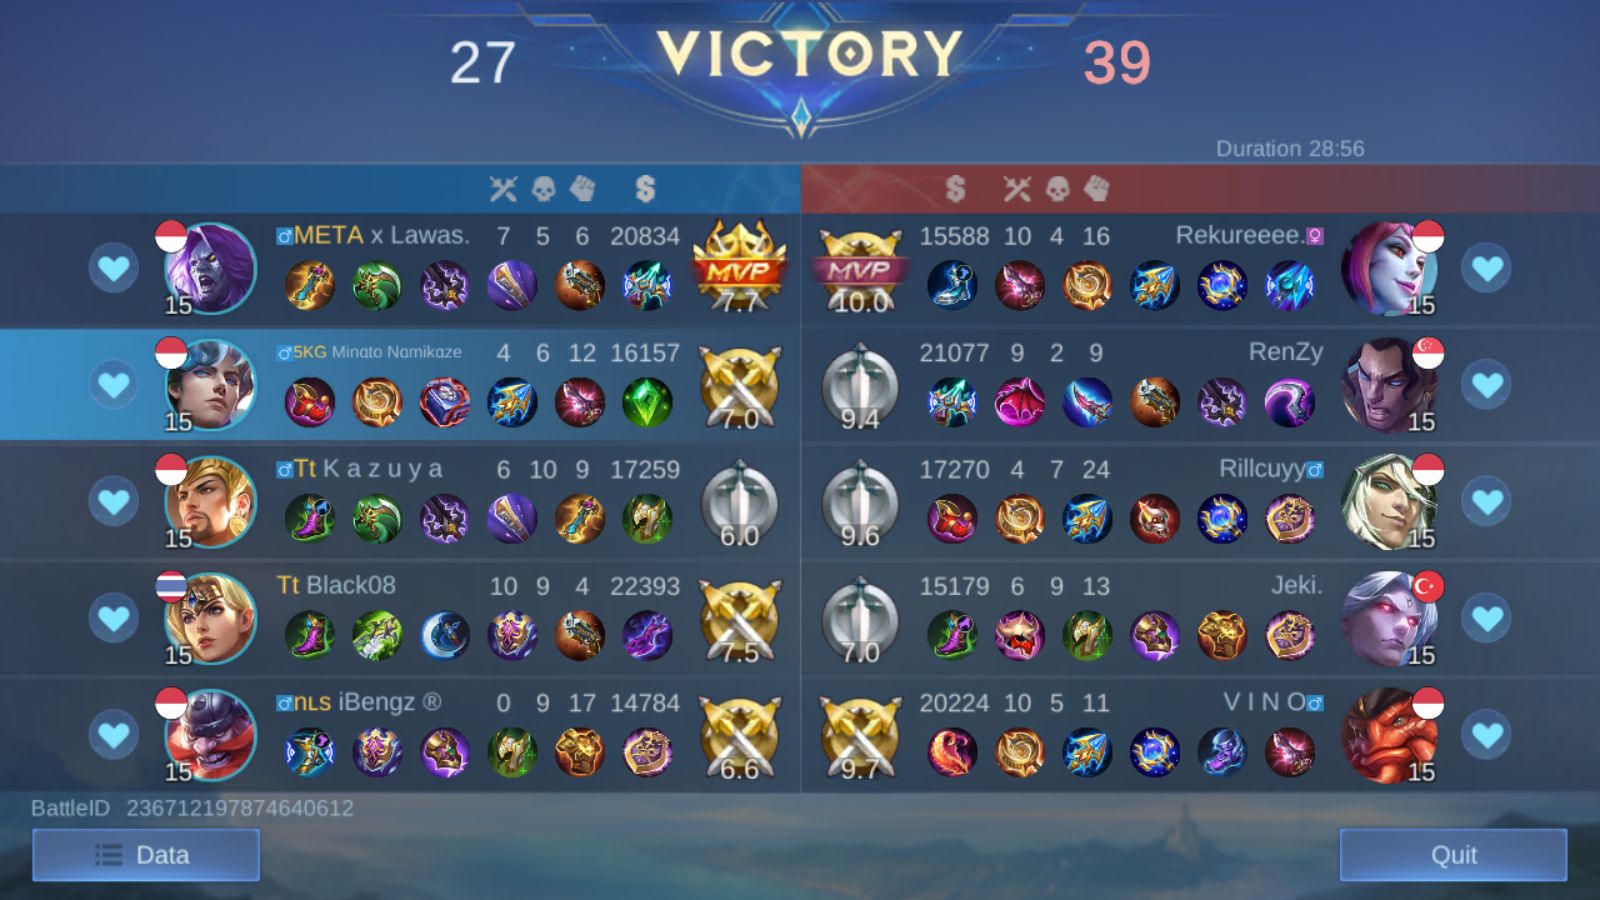 27 VICTORY 39
Duration 28:56
META x Lawas. 7 5 6 20834 MVP 7.7 15
MVP 10.0 15588 10 4 16 Rekureeee. 15
5KG Minato Namikaze 4 6 12 16157 7.0 15
9.4 21077 9 2 9 RenZy 15
Tt K a z u y a 6 10 9 17259 6.0 15
9.6 17270 4 7 24 Rillcuyy 15
Tt Black08 10 9 4 22393 7.5 15
7.0 15179 6 9 13 Jeki. 15
nLs iBengz ® 0 9 17 14784 6.6 15
9.7 20224 10 5 11 V I N O 15
BattleID 236712197874640612
Data
Quit